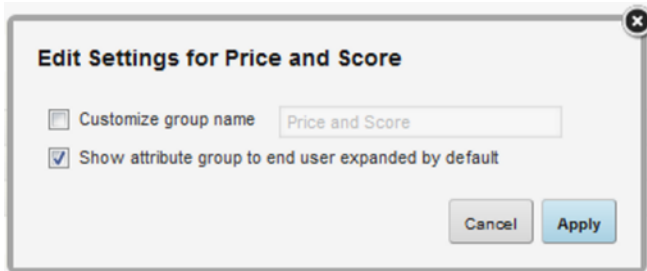 Edit Settings for Price and Score
Customize group name Price and Score
Show attribute group to end user expanded by default
Cancel Apply